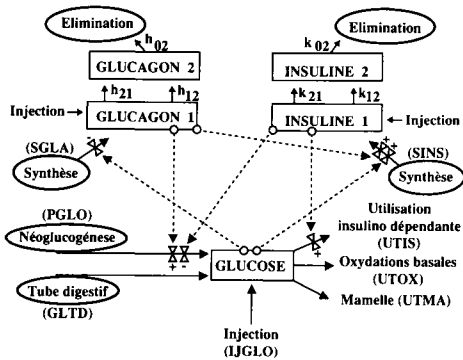 Elimination
Elimination
h02
k02
GLUCAGON 2
INSULINE 2
h21
h12
k21
k12
Injection
GLUCAGON 1
INSULINE 1
Injection
(SGLA)
-
+
+
(SINS)
Synthèse
Synthèse
(PGLO)
Néoglucogénese
Utilisation
insulino dépendante
(UTIS)
+
+ -
GLUCOSE
Oxydations basales
(UTOX)
Tube digestif
(GLTD)
Mamelle (UTMA)
Injection
(IJGLO)